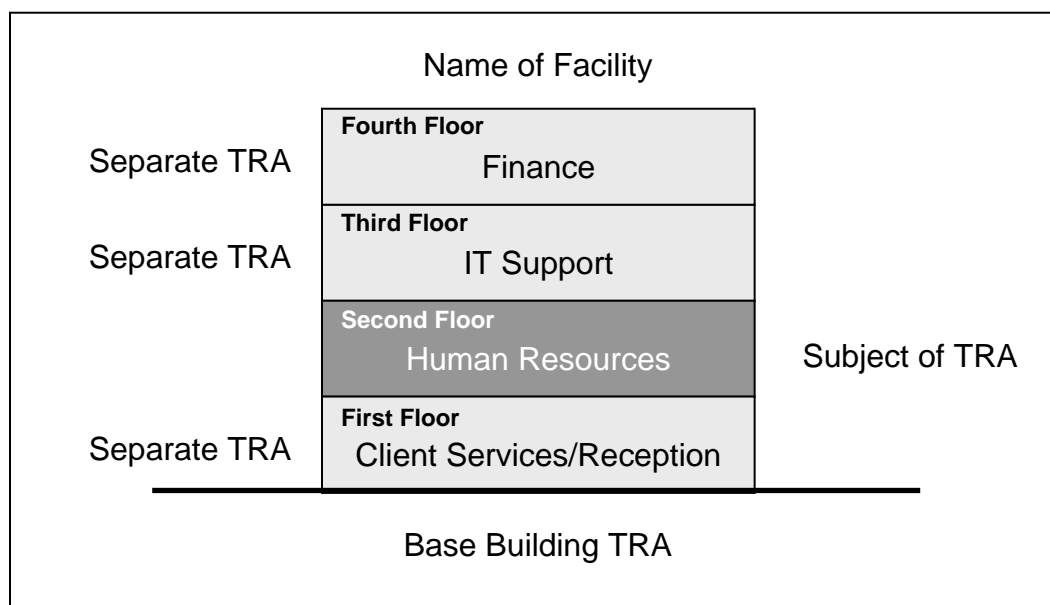 Name of Facility
Fourth Floor
Separate TRA
Finance
Third Floor
Separate TRA
IT Support
Second Floor
Human Resources
Subject of TRA
First Floor
Separate TRA
Client Services/Reception
Base Building TRA